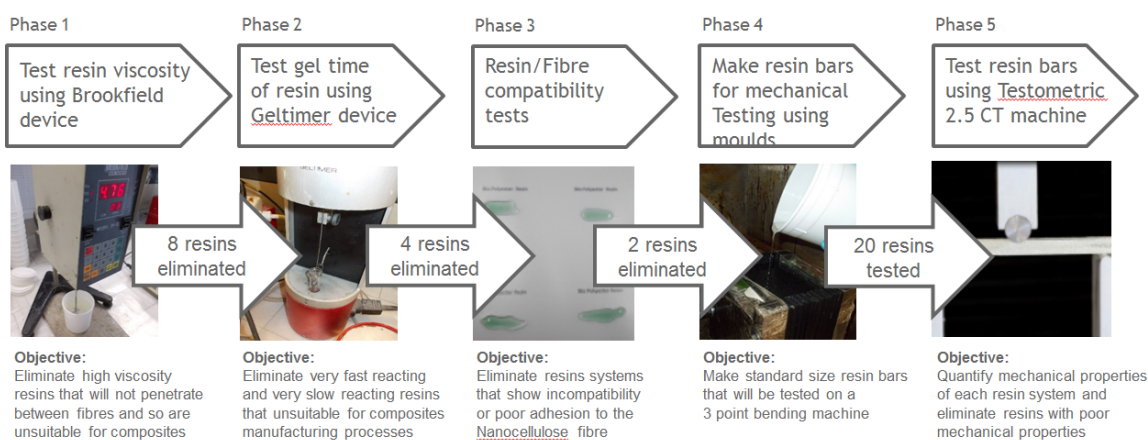 Phase 1
Phase 2
Phase 3
Phase 4
Phase 5
Test resin viscosity
using Brookfield
device
Test gel time
of resin using
Geltimer device
Resin/Fibre
compatibility
tests
Make resin bars
for mechanical
Testing using
moulds
Test resin bars
using Testometric
2.5 CT machine
4.76
GELTIMER
8 resins
eliminated
4 resins
eliminated
2 resins
eliminated
20 resins
tested
Objective:
Eliminate high viscosity
resins that will not penetrate
between fibres and so are
unsuitable for composites
Objective:
Eliminate very fast reacting
and very slow reacting resins
that unsuitable for composites
manufacturing processes
Objective:
Eliminate resins systems
that show incompatibility
or poor adhesion to the
Nanocellulose fibre
Objective:
Make standard size resin bars
that will be tested on a
3 point bending machine
Objective:
Quantify mechanical properties
of each resin system and
eliminate resins with poor
mechanical properties